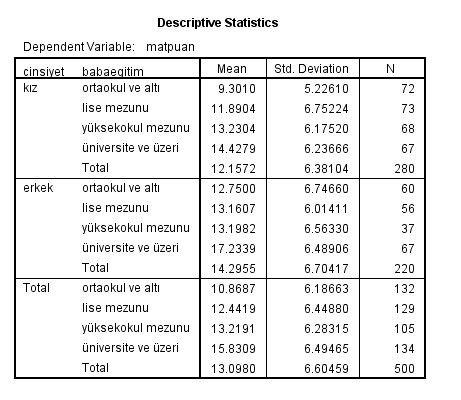 Descriptive Statistics
Dependent Variable: matpuan
cinsiyet babaegitim Mean Std. Deviation N
kız ortaokul ve altı 9.3010 5.22610 72
lise mezunu 11.8904 6.75224 73
yüksekokul mezunu 13.2304 6.17520 68
üniversite ve üzeri 14.4279 6.23666 67
Total 12.1572 6.38104 280
erkek ortaokul ve altı 12.7500 6.74660 60
lise mezunu 13.1607 6.01411 56
yüksekokul mezunu 13.1982 6.56330 37
üniversite ve üzeri 17.2339 6.48906 67
Total 14.2955 6.70417 220
Total ortaokul ve altı 10.8687 6.18663 132
lise mezunu 12.4419 6.44880 129
yüksekokul mezunu 13.2191 6.28315 105
üniversite ve üzeri 15.8309 6.49465 134
Total 13.0980 6.60459 500